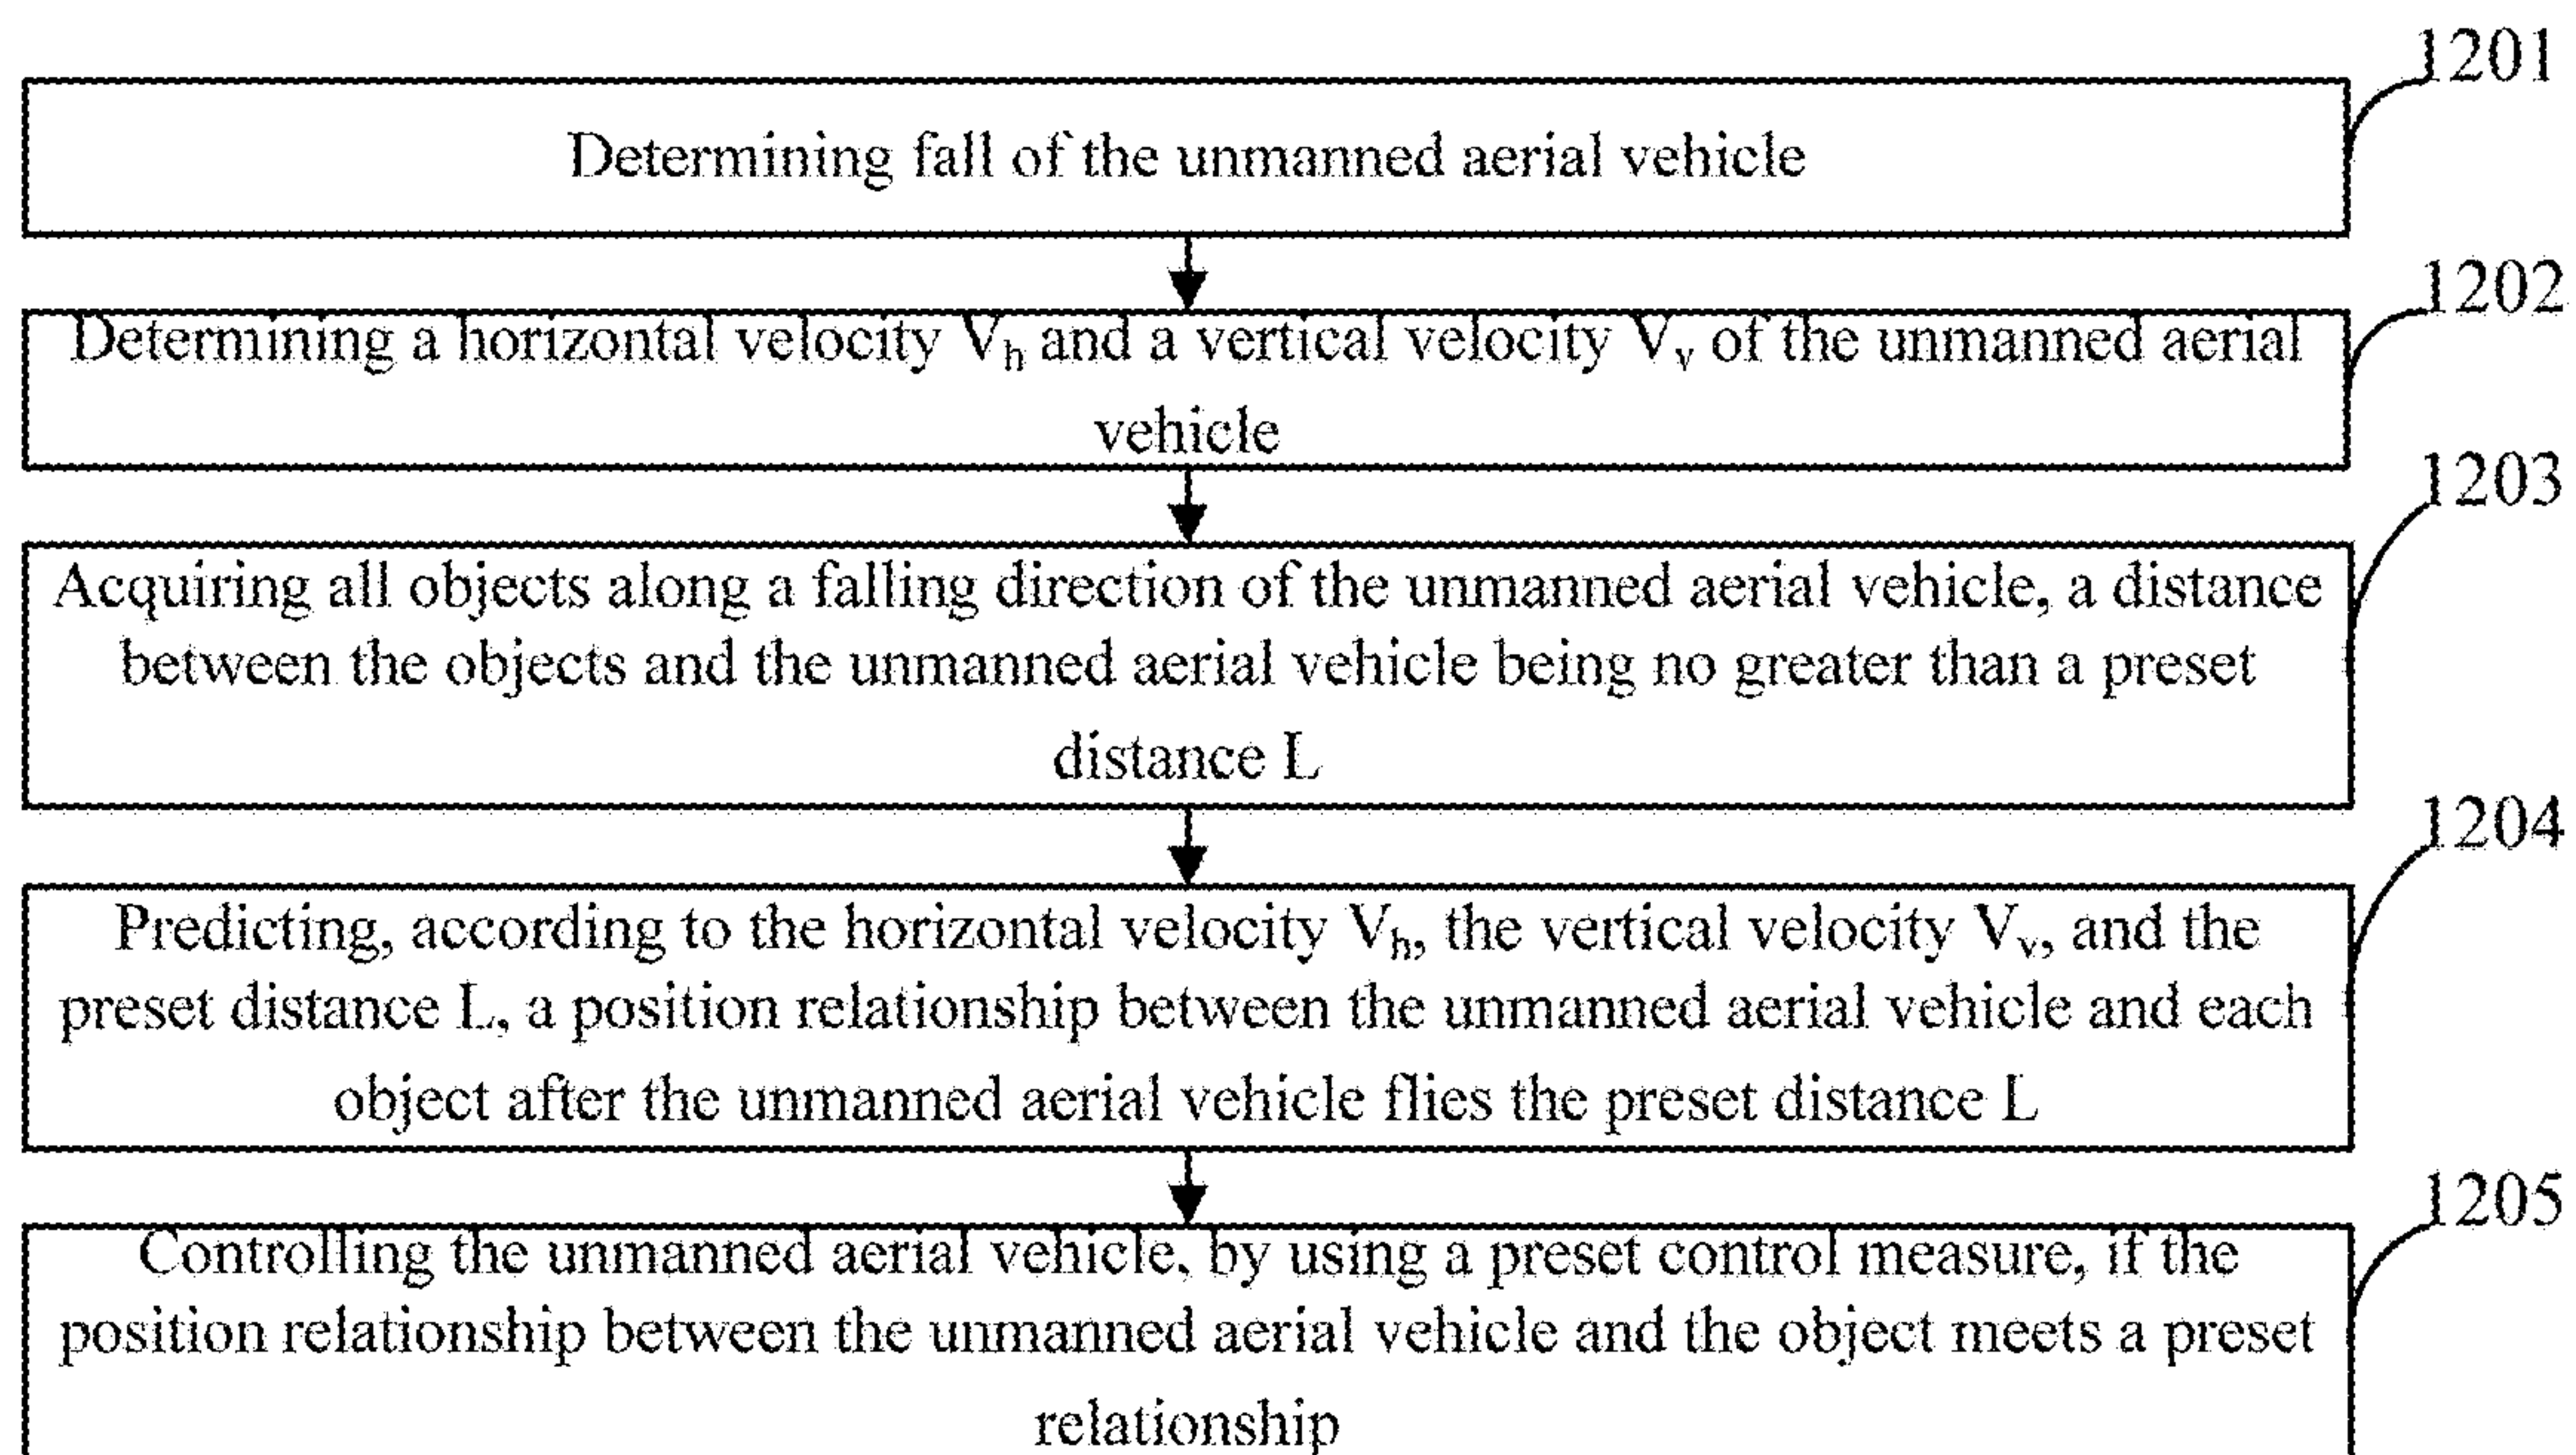 1201
Determining fall of the unmanned aerial vehicle
1202
Determining a horizontal velocity Vh and a vertical velocity Vv of the unmanned aerial
vehicle
1203
Acquiring all objects along a falling direction of the unmanned aerial vehicle, a distance
between the objects and the unmanned aerial vehicle being no greater than a preset
distance L
1204
Predicting, according to the horizontal velocity Vh, the vertical velocity Vv, and the
preset distance L, a position relationship between the unmanned aerial vehicle and each
object after the unmanned aerial vehicle flies the preset distance L
1205
Controlling the unmanned aerial vehicle, by using a preset control measure, if the
position relationship between the unmanned aerial vehicle and the object meets a preset
relationship